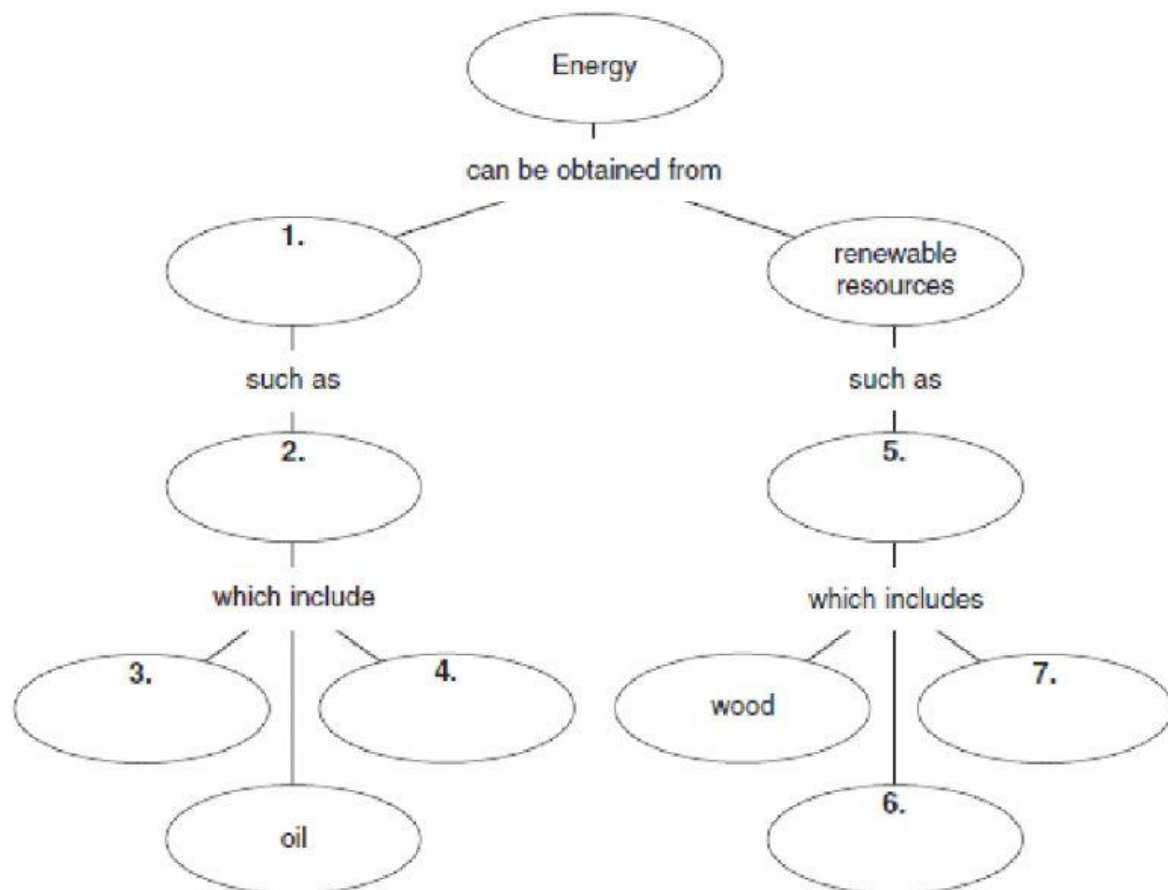 Energy
can be obtained from
1.
renewable
resources
such as
such as
2.
5.
which include
which includes
3.
4.
wood
7.
oil
6.